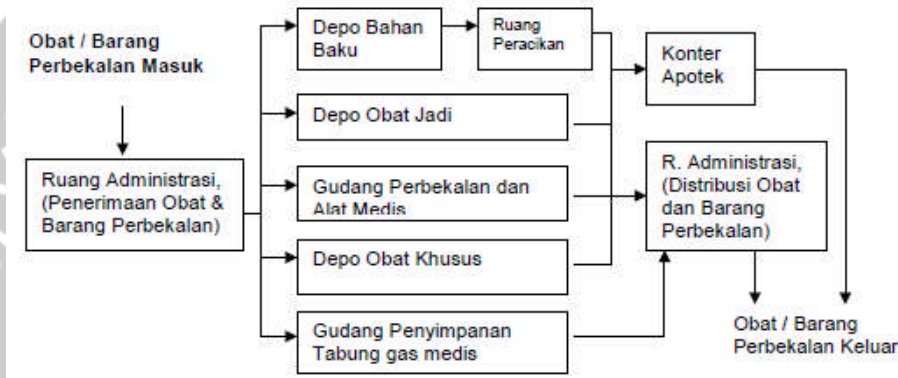 Obat / Barang
Perbekalan Masuk
Ruang Administrasi,
(Penerimaan Obat &
Barang Perbekalan)
Depo Bahan
Baku
Ruang
Peracikan
Depo Obat Jadi
Gudang Perbekalan dan
Alat Medis
Depo Obat Khusus
Gudang Penyimpanan
Tabung gas medis
Konter
Apotek
R. Administrasi,
(Distribusi Obat
dan Barang
Perbekalan)
Obat / Barang
Perbekalan Keluar